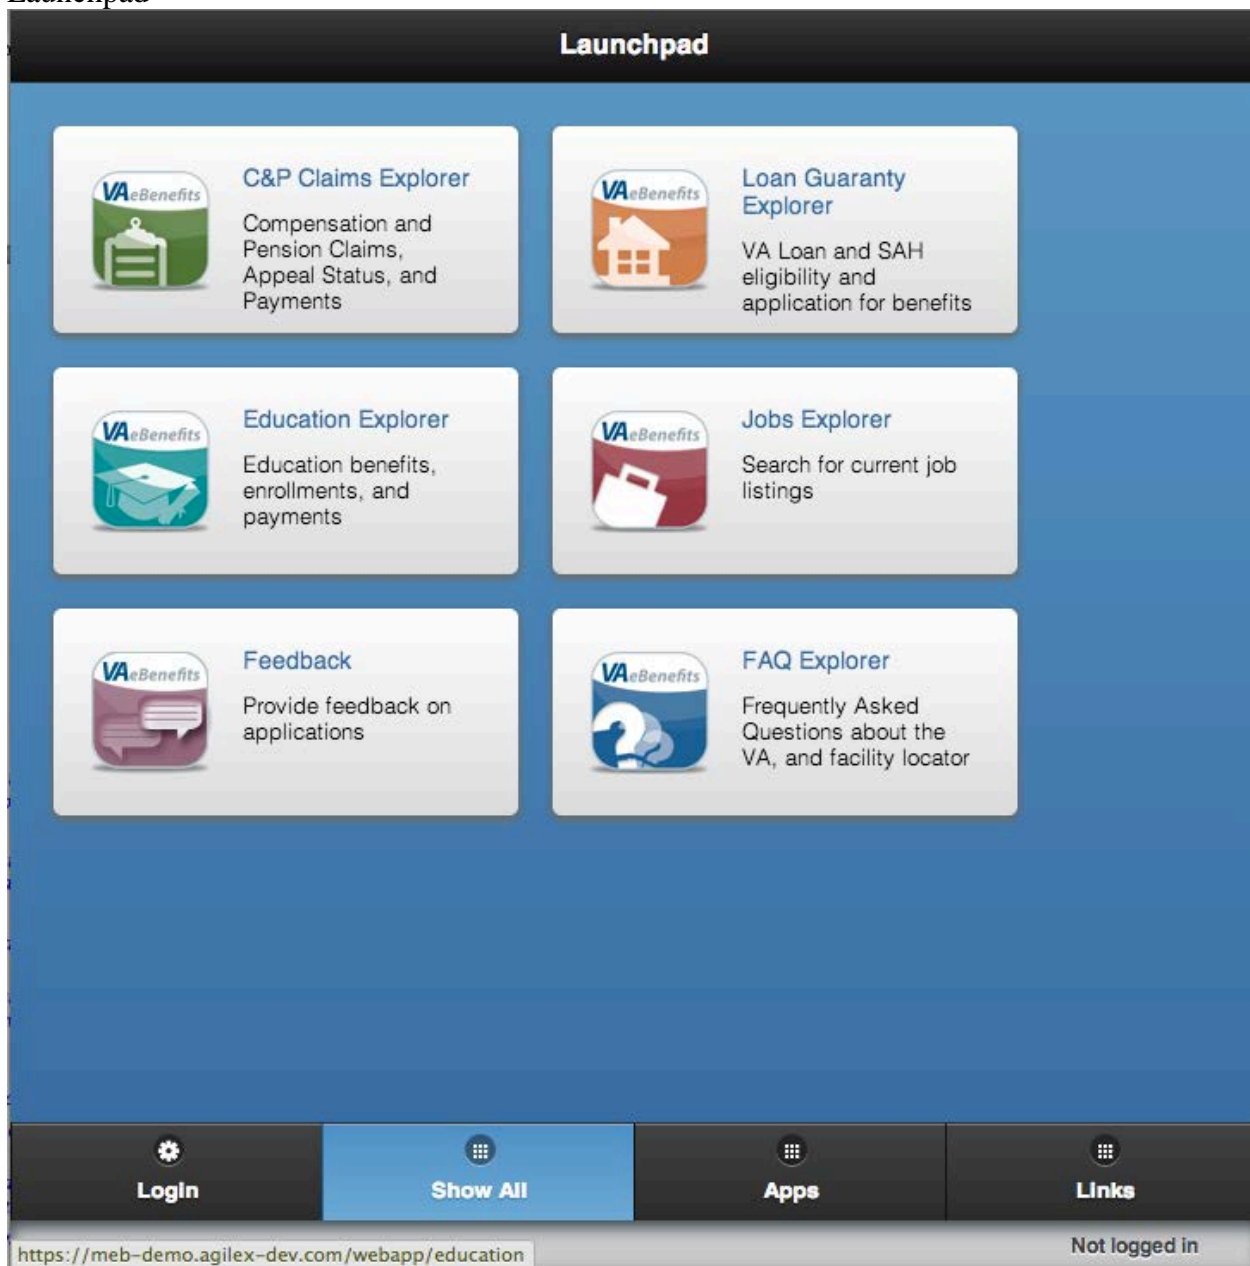 Launchpad
Launchpad
VAeBenefits
C&P Claims Explorer
Compensation and
Pension Claims,
Appeal Status, and
Payments
VAeBenefits
Loan Guaranty
Explorer
VA Loan and SAH
eligibility and
application for benefits
VAeBenefits
Education Explorer
Education benefits,
enrollments, and
payments
VAeBenefits
Jobs Explorer
Search for current job
listings
VAeBenefits
Feedback
Provide feedback on
applications
VAeBenefits
FAQ Explorer
Frequently Asked
Questions about the
VA, and facility locator
Login
Show All
Apps
Links
https://meb-demo.agilex-dev.com/webapp/education
Not logged in